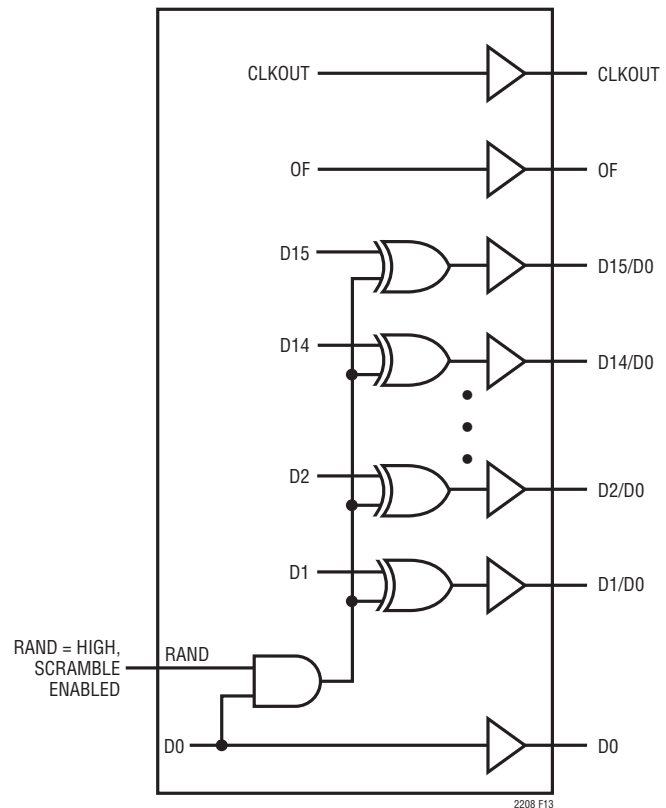 CLKOUT
CLKOUT
OF
OF
D15
D15/D0
D14
D14/D0
D2
D2/D0
D1
D1/D0
RAND = HIGH,
SCRAMBLE
ENABLED
RAND
D0
D0
2208 F13